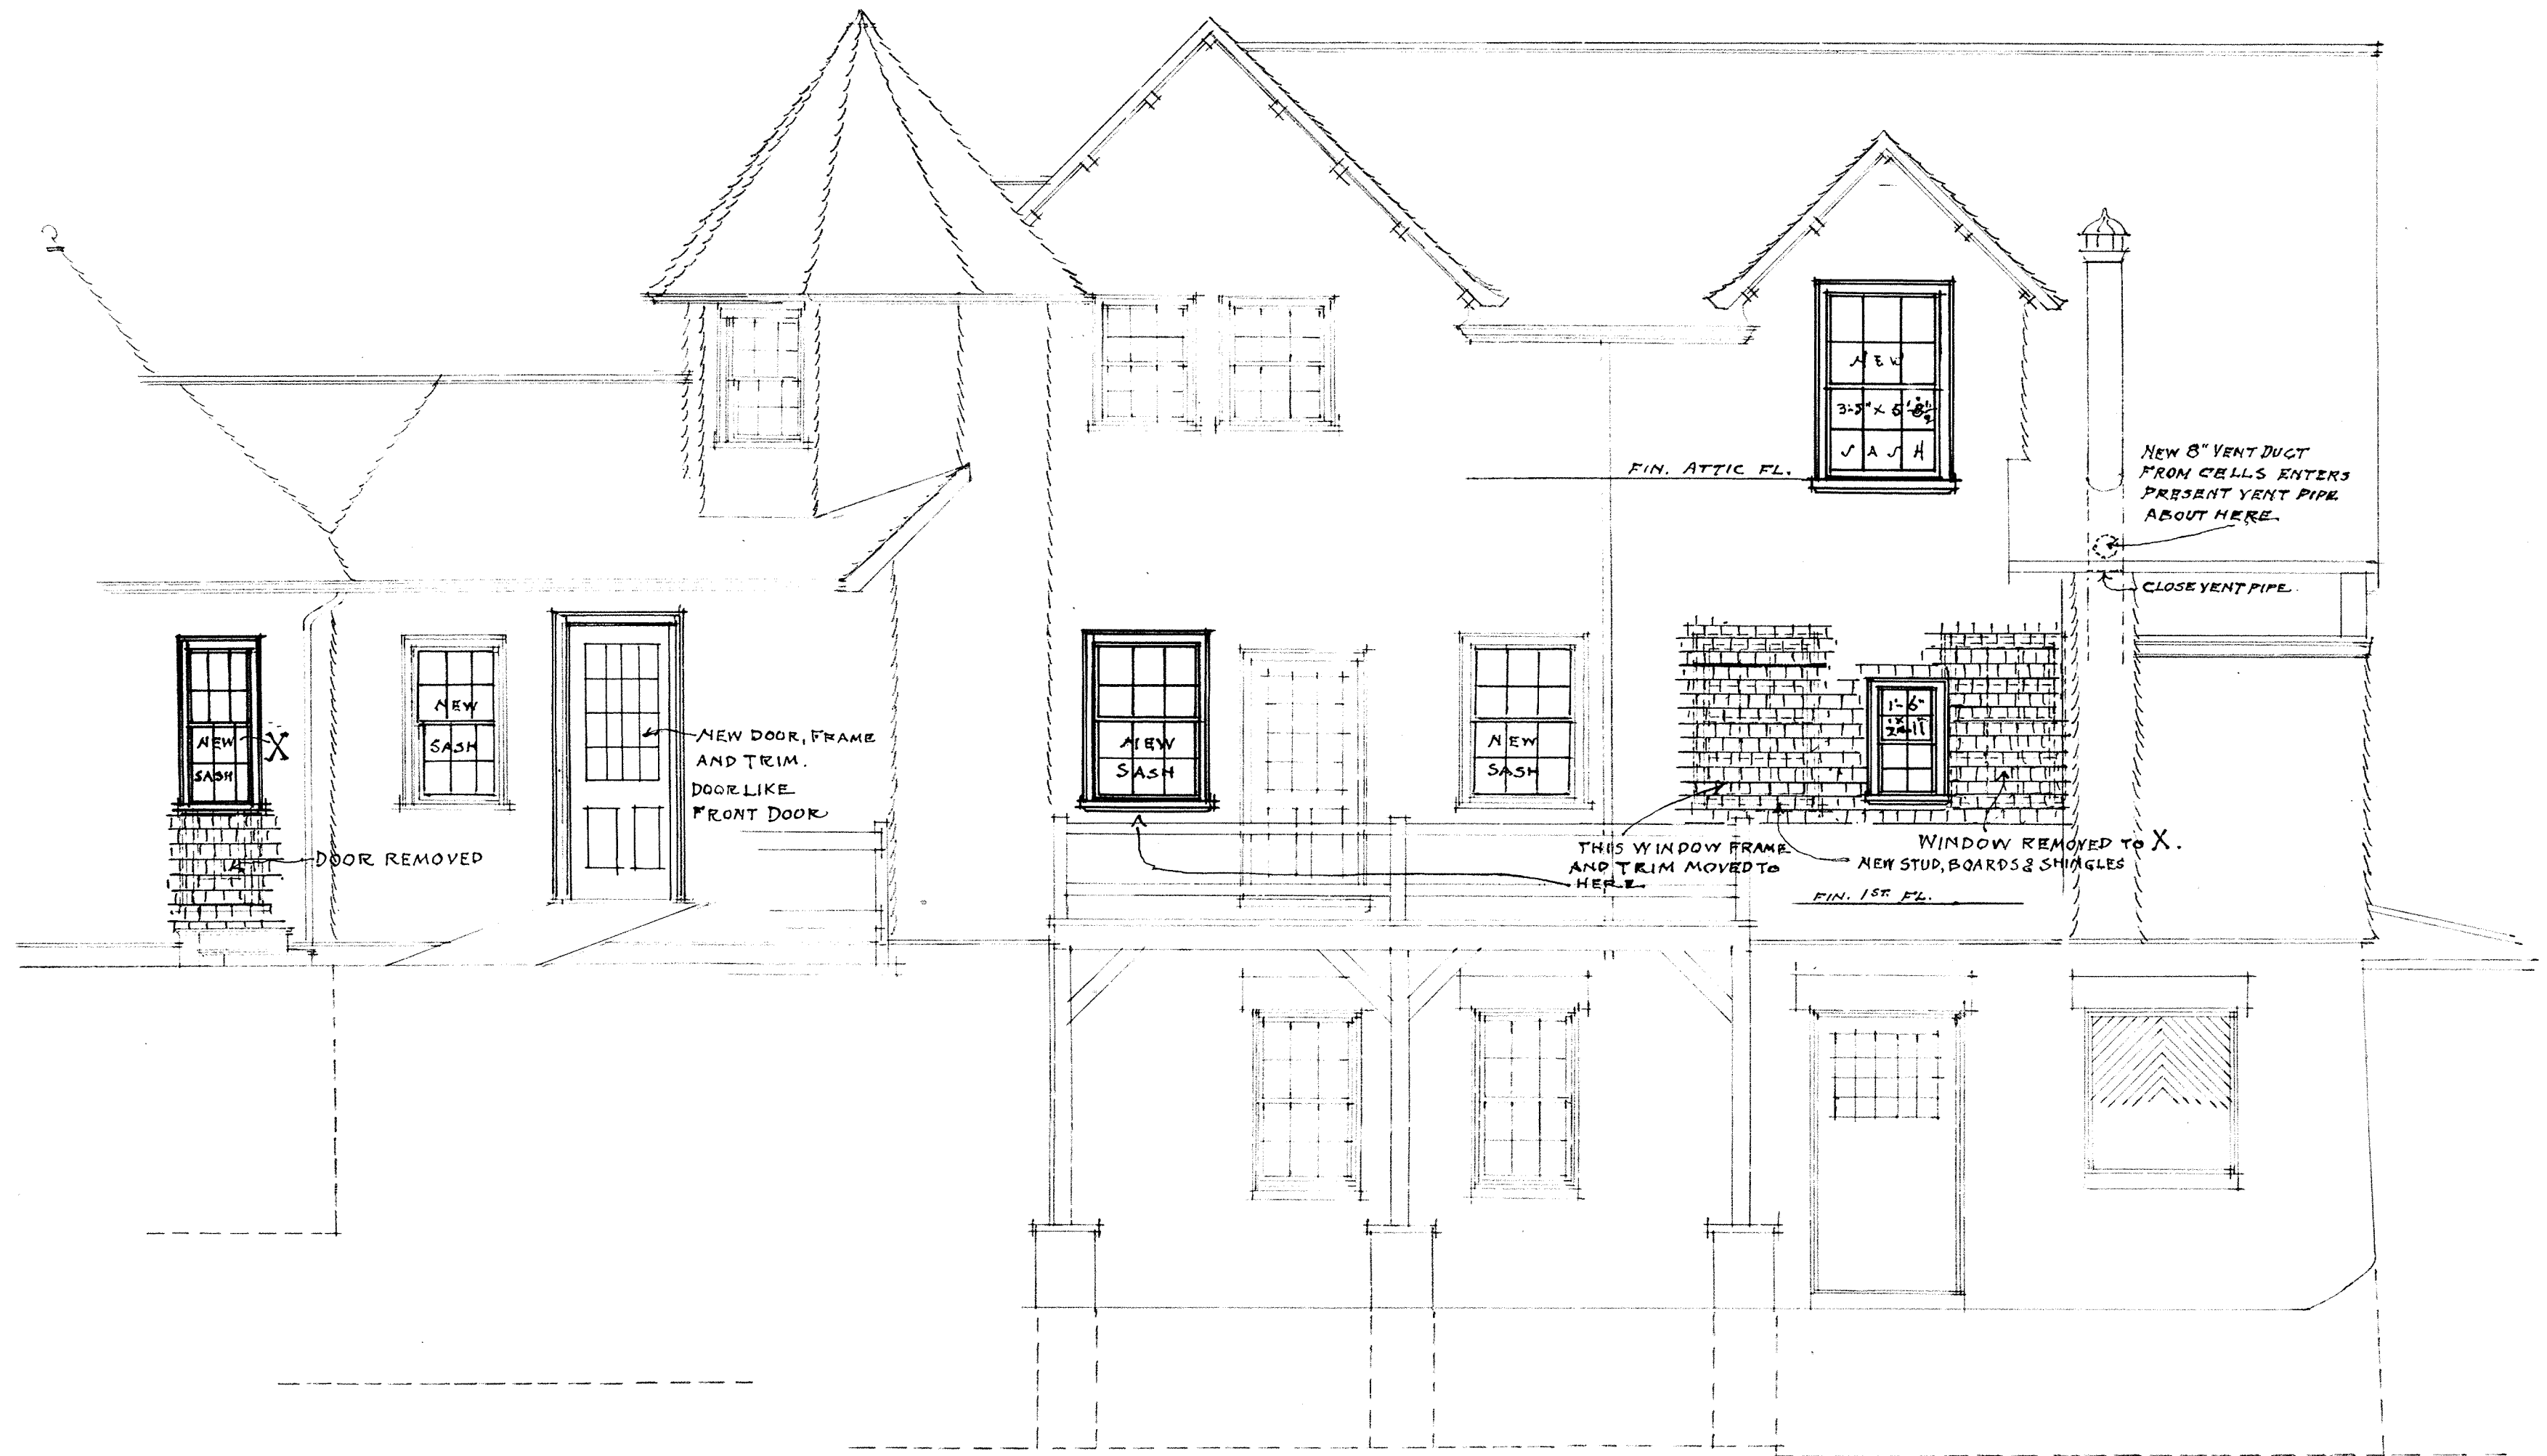 NEW
3-5" x 5'-8½"
SASH
FIN. ATTIC FL.
NEW 8" VENT DUCT
FROM CELLS ENTERS
PRESENT VENT PIPE
ABOUT HERE
CLOSE VENT PIPE.
NEW X
SASH
NEW
SASH
NEW DOOR, FRAME
AND TRIM.
DOOR LIKE
FRONT DOOR
DOOR REMOVED
NEW
SASH
NEW
SASH
1'-6"
x
THIS WINDOW FRAME
AND TRIM MOVED TO
HERE
WINDOW REMOVED TO X.
NEW STUD, BOARDS & SHINGLES
FIN. 1ST. FL.